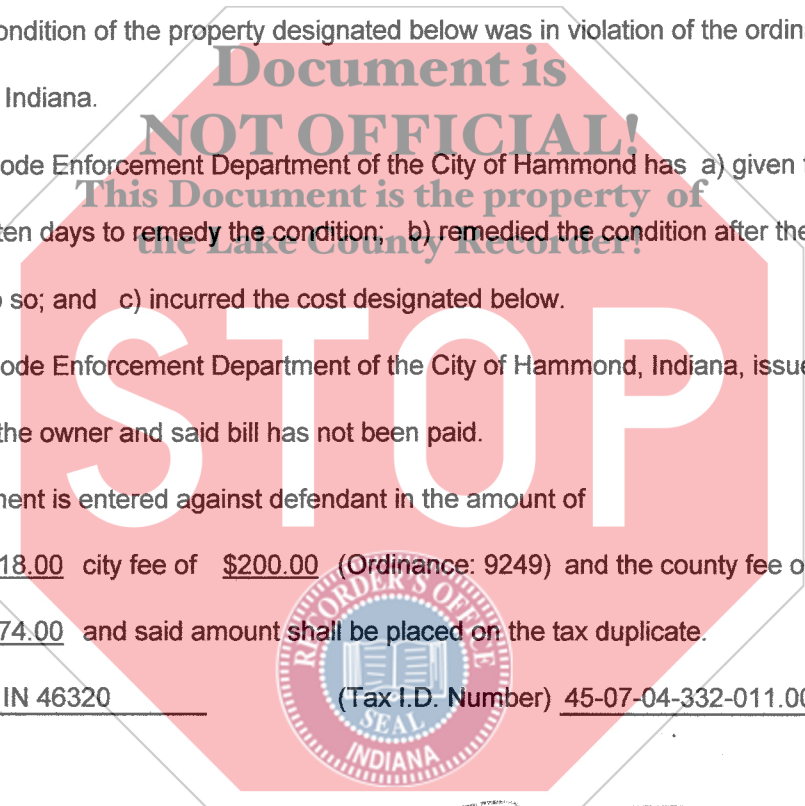 ondition of the property designated below was in violation of the ordin
Document is
Indiana.
NOT OFFICIAL!
ode Enforcement Department of the City of Hammond has a) given
This Document is the property of
ten days to remedy the condition; b) remedied the condition after the
the Lake County Recorder!
so; and c) incurred the cost designated below.
STOP
ode Enforcement Department of the City of Hammond, Indiana, issue
the owner and said bill has not been paid.
ment is entered against defendant in the amount of
18.00 city fee of $200.00 (Ordinance: 9249) and the county fee o
74.00 and said amount shall be placed on the tax duplicate.
IN 46320 (Tax I.D. Number) 45-07-04-332-011.00
RECORDER'S OFFICE
SEAL
INDIANA